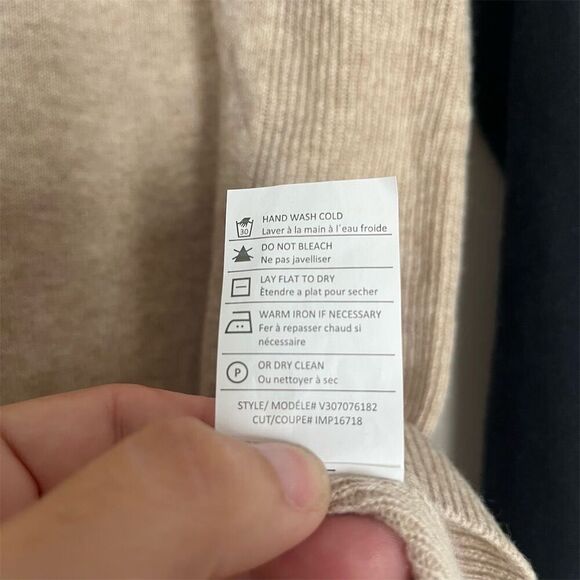 HAND WASH COLD
30
Laver à la main à l'eau froide
DO NOT BLEACH
Ne pas javelliser
LAY FLAT TO DRY
Ètendre a plat pour secher
WARM IRON IF NECESSARY
Fer à repasser chaud si
nécessaire
P
OR DRY CLEAN
Ou nettoyer à sec
STYLE/ MODÉLE# V307076182
CUT/COUPE# IMP16718